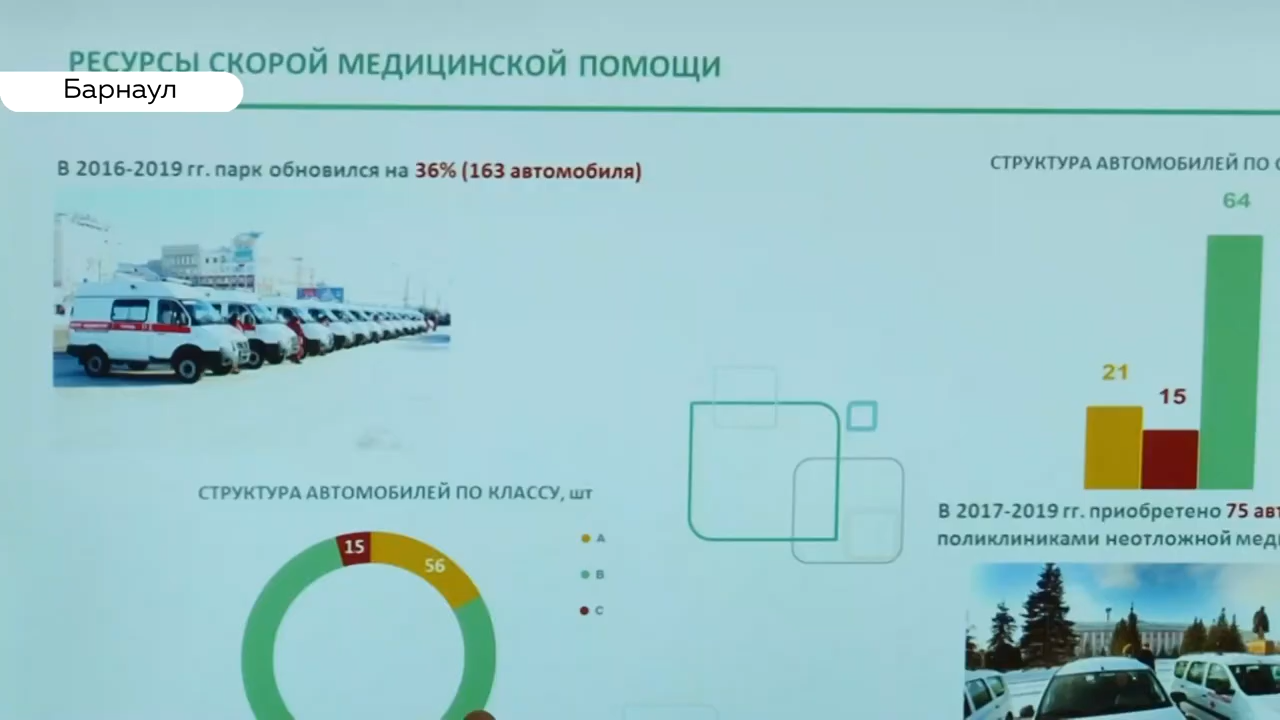 РЕСУРСЫ СКОРОЙ МЕДИЦИНСКОЙ ПОМОЩИ
Барнаул
В 2016-2019 гг. парк обновился на 36% (163 автомобиля)
СТРУКТУРА АВТОМОБИЛЕЙ ПО
64
21
15
СТРУКТУРА АВТОМОБИЛЕЙ ПО КЛАССУ, ШТ
15
56
A
B
C
В 2017-2019 гг. приобретено 75
поликлиниками неотложной